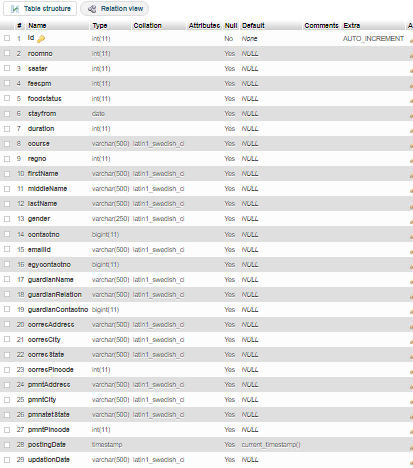 Table structure Relation view
# Name Type Collation Attributes Null Default Comments Extra A
1 id int(11) No None AUTO_INCREMENT
2 roomno int(11) Yes NULL
3 seater int(11) Yes NULL
4 feespm int(11) Yes NULL
5 foodstatus int(11) Yes NULL
6 stayfrom date Yes NULL
7 duration int(11) Yes NULL
8 course varchar(500) latin1_swedish_ci Yes NULL
9 regno int(11) Yes NULL
10 firstName varchar(500) latin1_swedish_ci Yes NULL
11 middleName varchar(500) latin1_swedish_ci Yes NULL
12 lastName varchar(500) latin1_swedish_ci Yes NULL
13 gender varchar(250) latin1_swedish_ci Yes NULL
14 contactno bigint(11) Yes NULL
15 emailid varchar(500) latin1_swedish_ci Yes NULL
16 egycontactno bigint(11) Yes NULL
17 guardianName varchar(500) latin1_swedish_ci Yes NULL
18 guardianRelation varchar(500) latin1_swedish_ci Yes NULL
19 guardianContactno bigint(11) Yes NULL
20 corresAddress varchar(500) latin1_swedish_ci Yes NULL
21 corresCity varchar(500) latin1_swedish_ci Yes NULL
22 corresState varchar(500) latin1_swedish_ci Yes NULL
23 corresPincode int(11) Yes NULL
24 pmntAddress varchar(500) latin1_swedish_ci Yes NULL
25 pmntCity varchar(500) latin1_swedish_ci Yes NULL
26 pmnatetState varchar(500) latin1_swedish_ci Yes NULL
27 pmntPincode int(11) Yes NULL
28 postingDate timestamp Yes current_timestamp()
29 updationDate varchar(500) latin1_swedish_ci Yes NULL